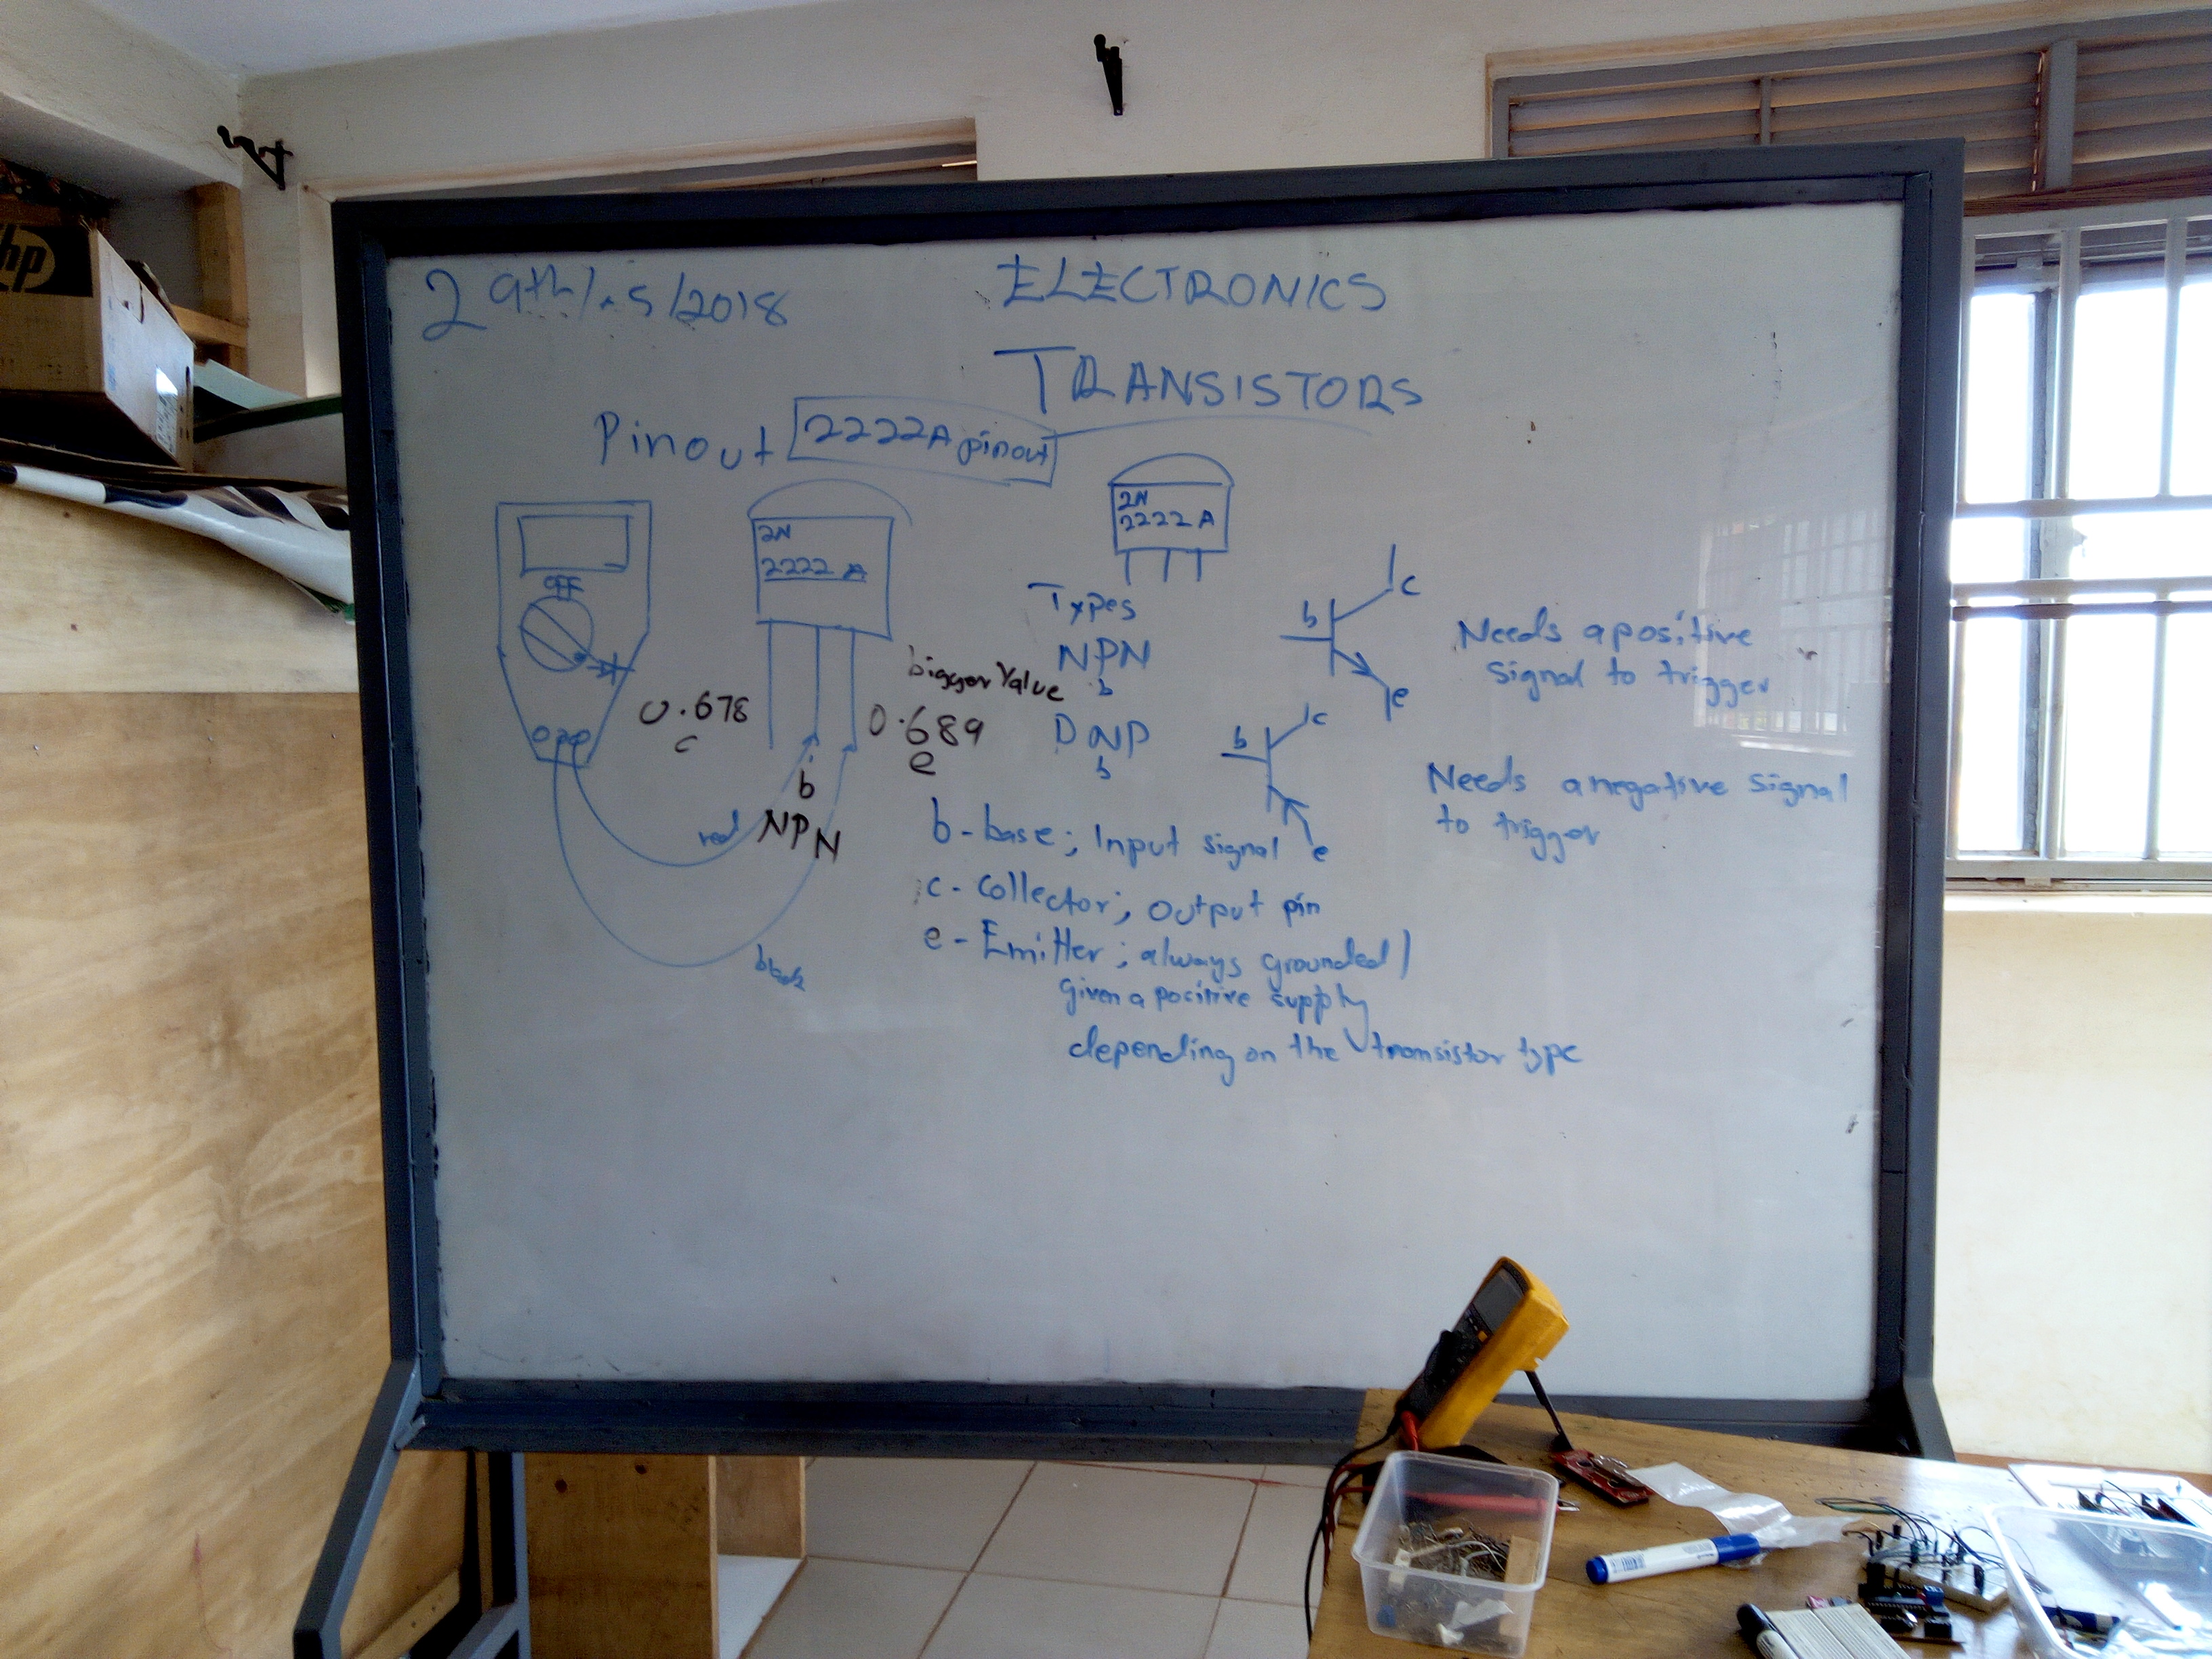 hp
29th/05/2018
ELECTRONICS
TRANSISTORS
Pinout 2222A pinout
OFF
2N
2222 A
0.678
c
b
NPN
bigger Value
0.689
e
red
black
2N
2222 A
Types
NPN
b
PNP
b
b
c
e
Needs a positive
signal to trigger
b
c
e
Needs a negative signal
to trigger
b - base; Input signal
c - Collector; output pin
e - Emitter; always grounded /
given a positive supply
depending on the transistor type